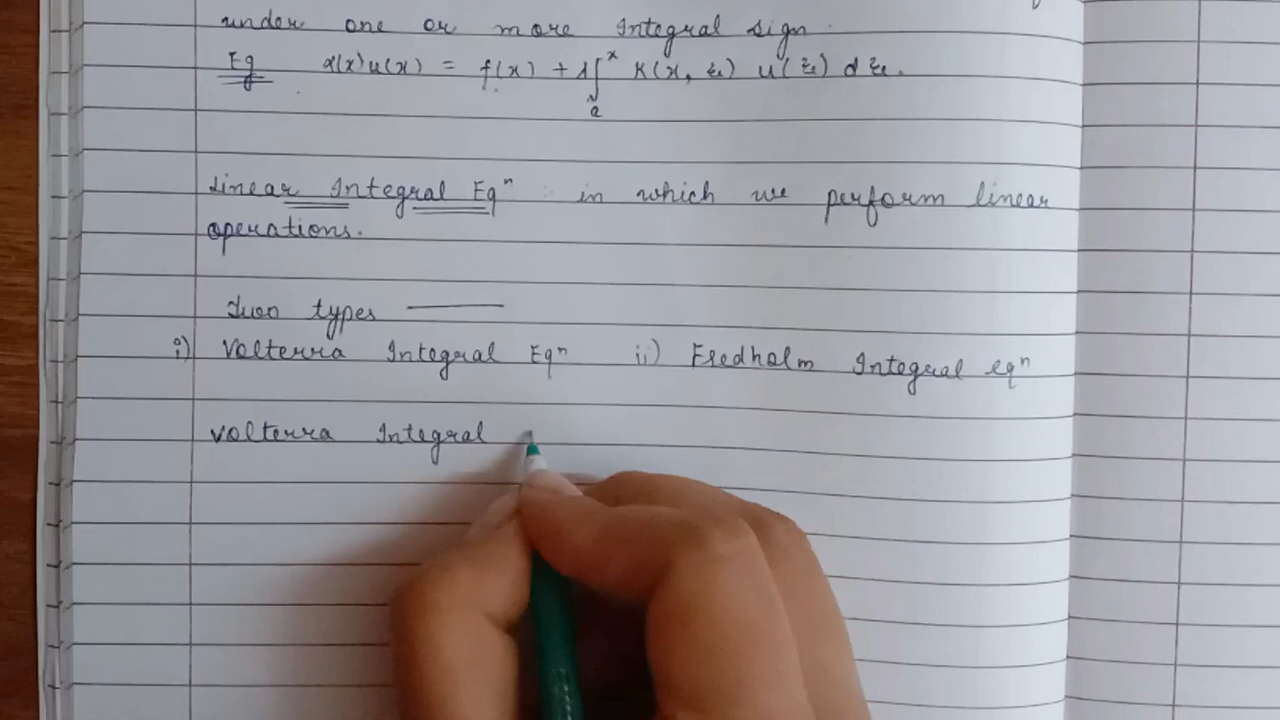 under one or more Integral sign
Eg α(x)u(x) = f(x) + λ∫ₐˣ K(x, ξ) u(ξ) dξ.
Linear Integral Eqⁿ : in which we perform linear
operations.
Two types ——
i) Volterra Integral Eqⁿ ii) Fredholm Integral eqⁿ
Volterra Integral